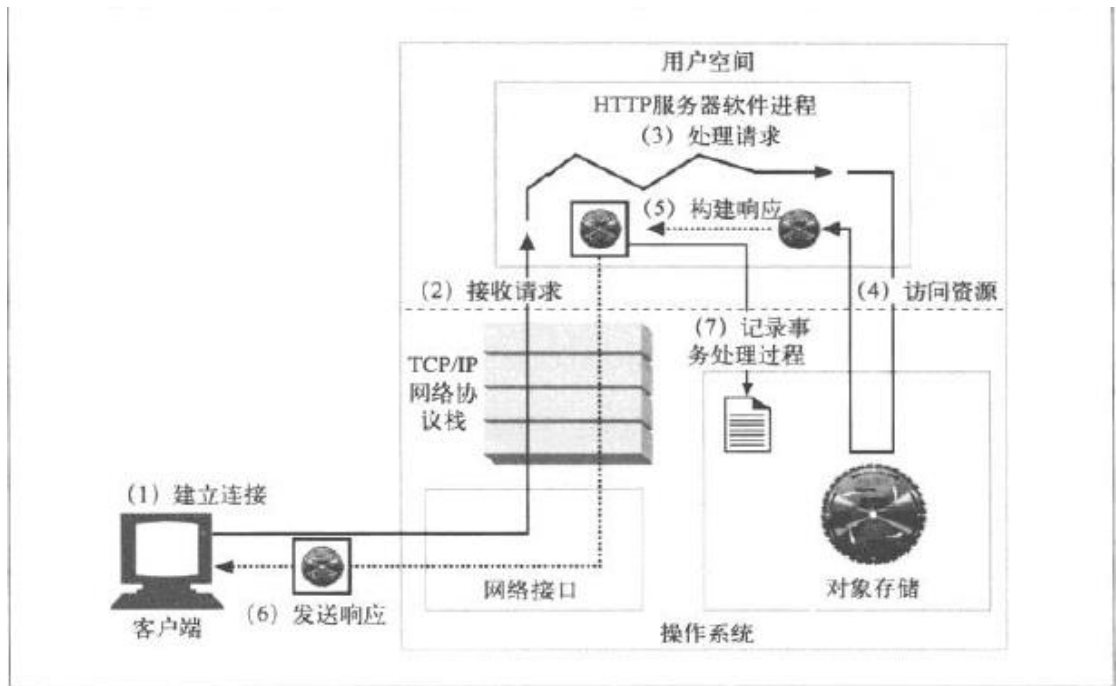 用户空间
HTTP服务器软件进程
(3) 处理请求
(5) 构建响应
(2) 接收请求
(4) 访问资源
(7) 记录事
务处理过程
TCP/IP
网络协
议栈
(1) 建立连接
(6) 发送响应
客户端
网络接口
对象存储
操作系统